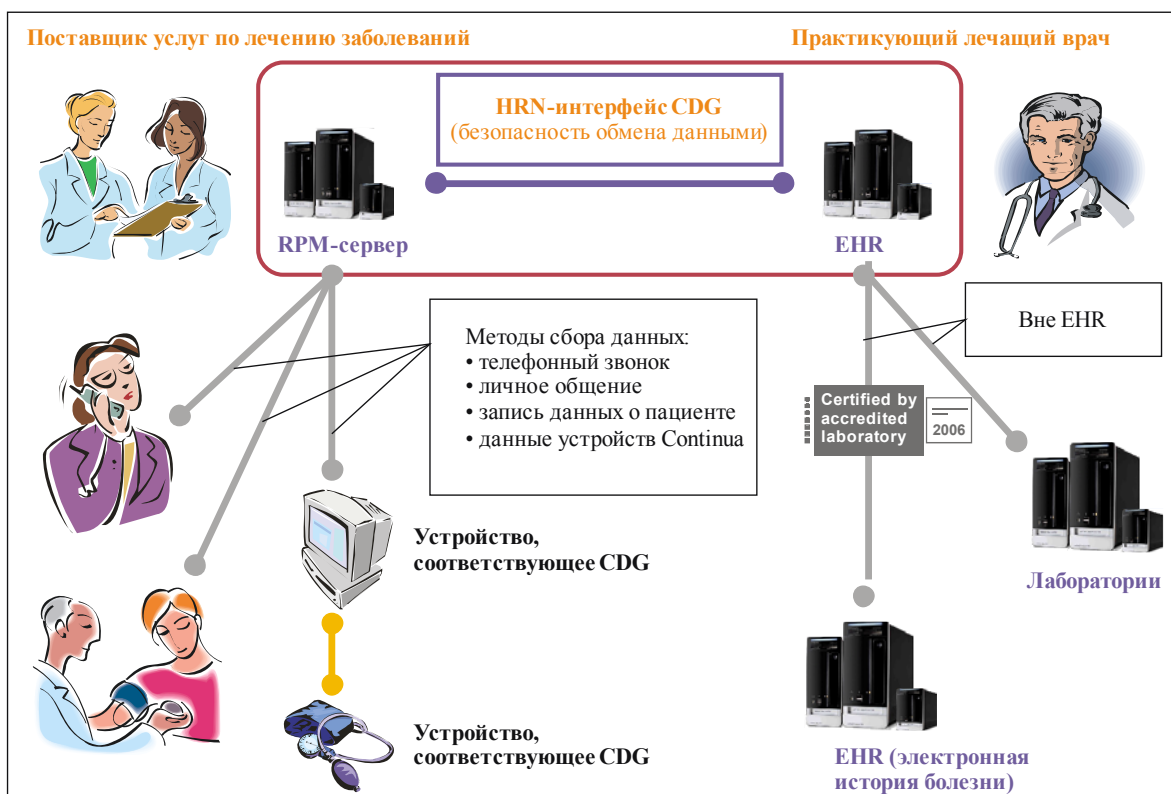 Поставщик услуг по лечению заболеваний
Практикующий лечащий врач
HRN-интерфейс CDG
(безопасность обмена данными)
RPM-сервер
EHR
Методы сбора данных:
• телефонный звонок
• личное общение
• запись данных о пациенте
• данные устройств Continua
Вне EHR
Certified by
accredited
laboratory
2006
Устройство,
соответствующее CDG
Лаборатории
Устройство,
соответствующее CDG
EHR (электронная
история болезни)